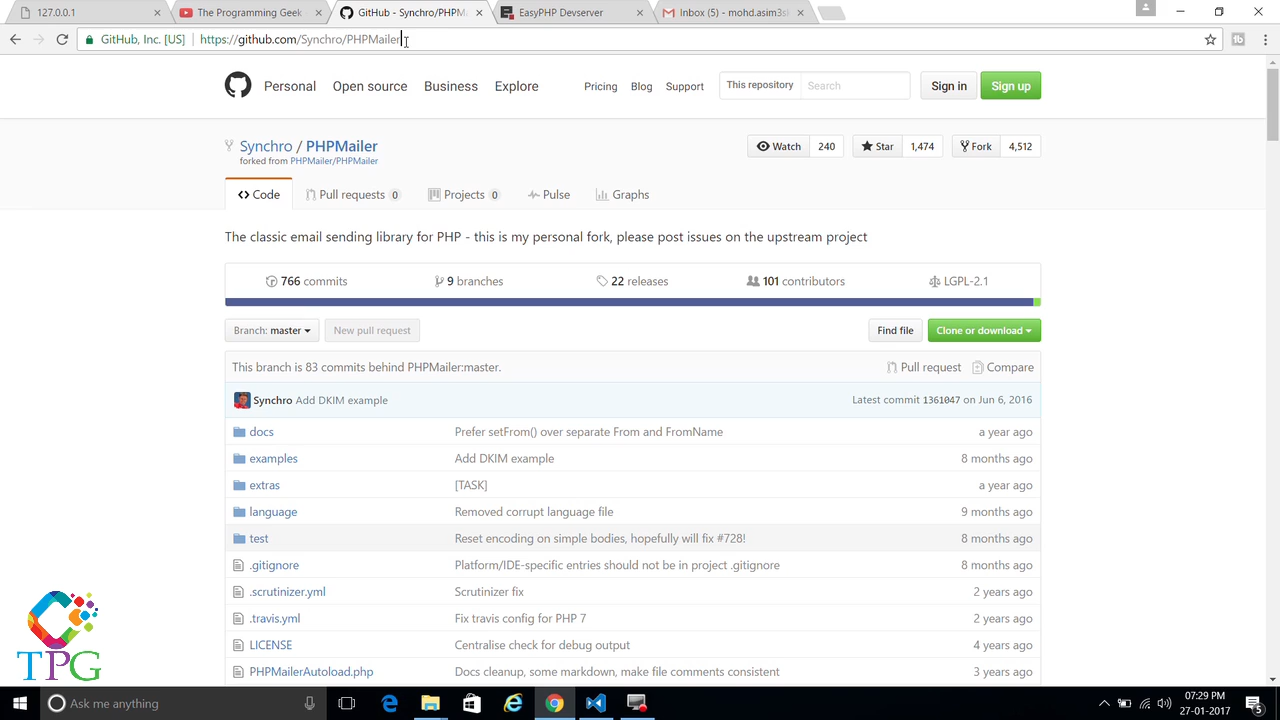 127.0.0.1
The Programming Geek
GitHub - Synchro/PHPMa
EasyPHP Devserver
Inbox (5) - mohd.asim3s
GitHub, Inc. [US] https://github.com/Synchro/PHPMailer
Personal Open source Business Explore Pricing Blog Support This repository Search Sign in Sign up
Synchro / PHPMailer
forked from PHPMailer/PHPMailer
Watch 240 Star 1,474 Fork 4,512
Code Pull requests 0 Projects 0 Pulse Graphs
The classic email sending library for PHP - this is my personal fork, please post issues on the upstream project
766 commits 9 branches 22 releases 101 contributors LGPL-2.1
Branch: master New pull request Find file Clone or download
This branch is 83 commits behind PHPMailer:master. Pull request Compare
Synchro Add DKIM example Latest commit 1361047 on Jun 6, 2016
docs Prefer setFrom() over separate From and FromName a year ago
examples Add DKIM example 8 months ago
extras [TASK] a year ago
language Removed corrupt language file 9 months ago
test Reset encoding on simple bodies, hopefully will fix #728! 8 months ago
.gitignore Platform/IDE-specific entries should not be in project .gitignore 8 months ago
.scrutinizer.yml Scrutinizer fix 2 years ago
.travis.yml Fix travis config for PHP 7 2 years ago
LICENSE Centralise check for debug output 4 years ago
PHPMailerAutoload.php Docs cleanup, some markdown, make file comments consistent 3 years ago
TPG
Ask me anything
07:29 PM
27-01-2017
5